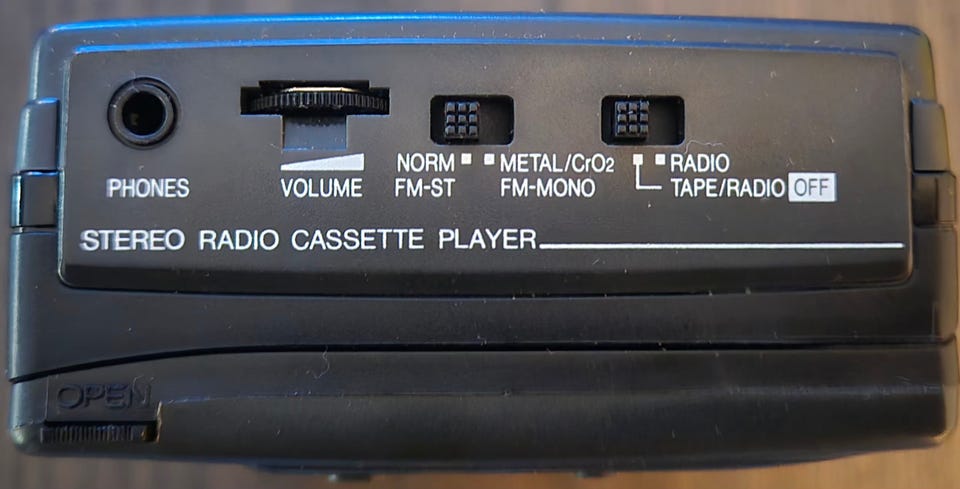 PHONES
VOLUME
NORM METAL/CrO2
FM-ST FM-MONO
RADIO
TAPE/RADIO OFF
STEREO RADIO CASSETTE PLAYER
OPEN